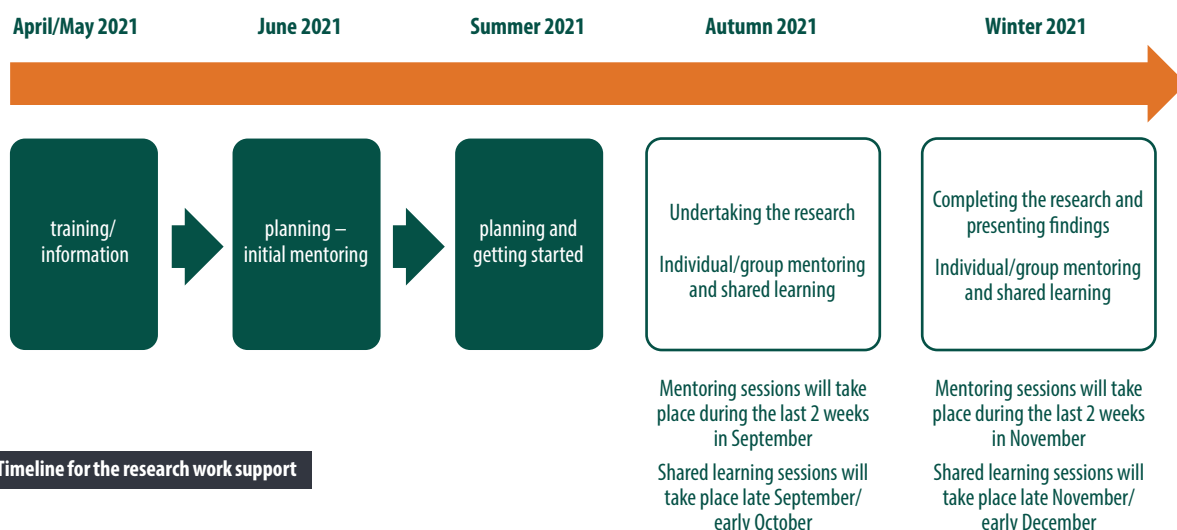 April/May 2021
June 2021
Summer 2021
Autumn 2021
Winter 2021
training/
information
planning –
initial mentoring
planning and
getting started
Undertaking the research
Individual/group mentoring
and shared learning
Completing the research and
presenting findings
Individual/group mentoring
and shared learning
Mentoring sessions will take
place during the last 2 weeks
in September
Shared learning sessions will
take place late September/
early October
Mentoring sessions will take
place during the last 2 weeks
in November
Shared learning sessions will
take place late November/
early December
Timeline for the research work support